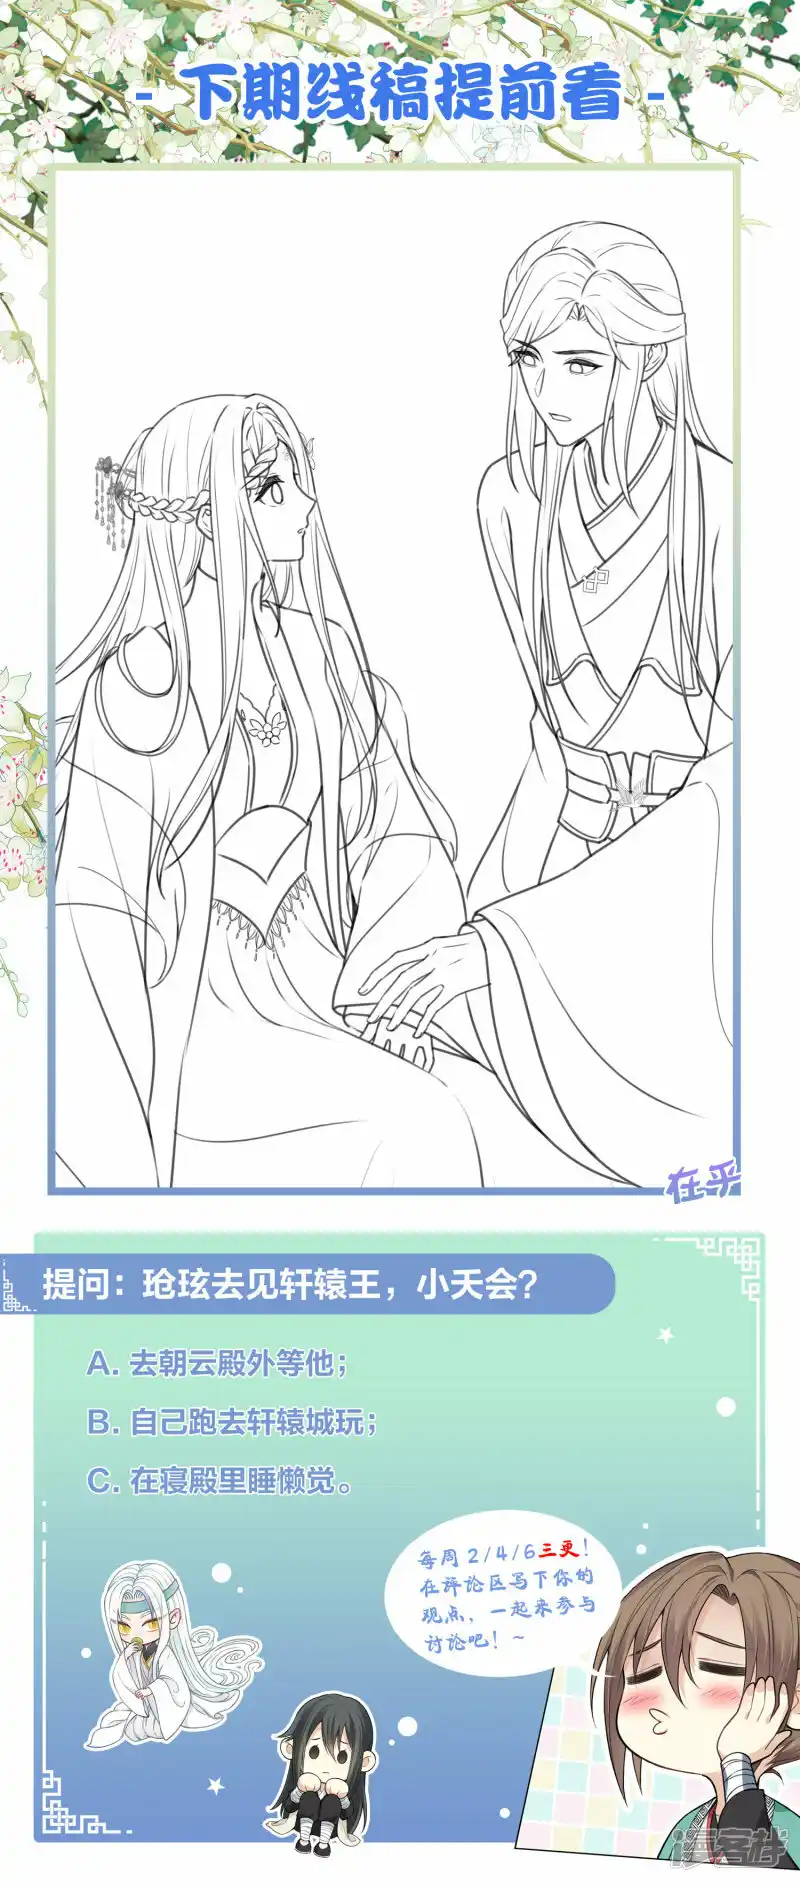 - 下期线稿提前看 -
在乎
提问：玱玹去见轩辕王，小夭会？
A. 去朝云殿外等他；
B. 自己跑去轩辕城玩；
C. 在寝殿里睡懒觉。
每周 2/4/6三更！
在评论区写下你的
观点，一起来参与
讨论吧！~
漫客栈